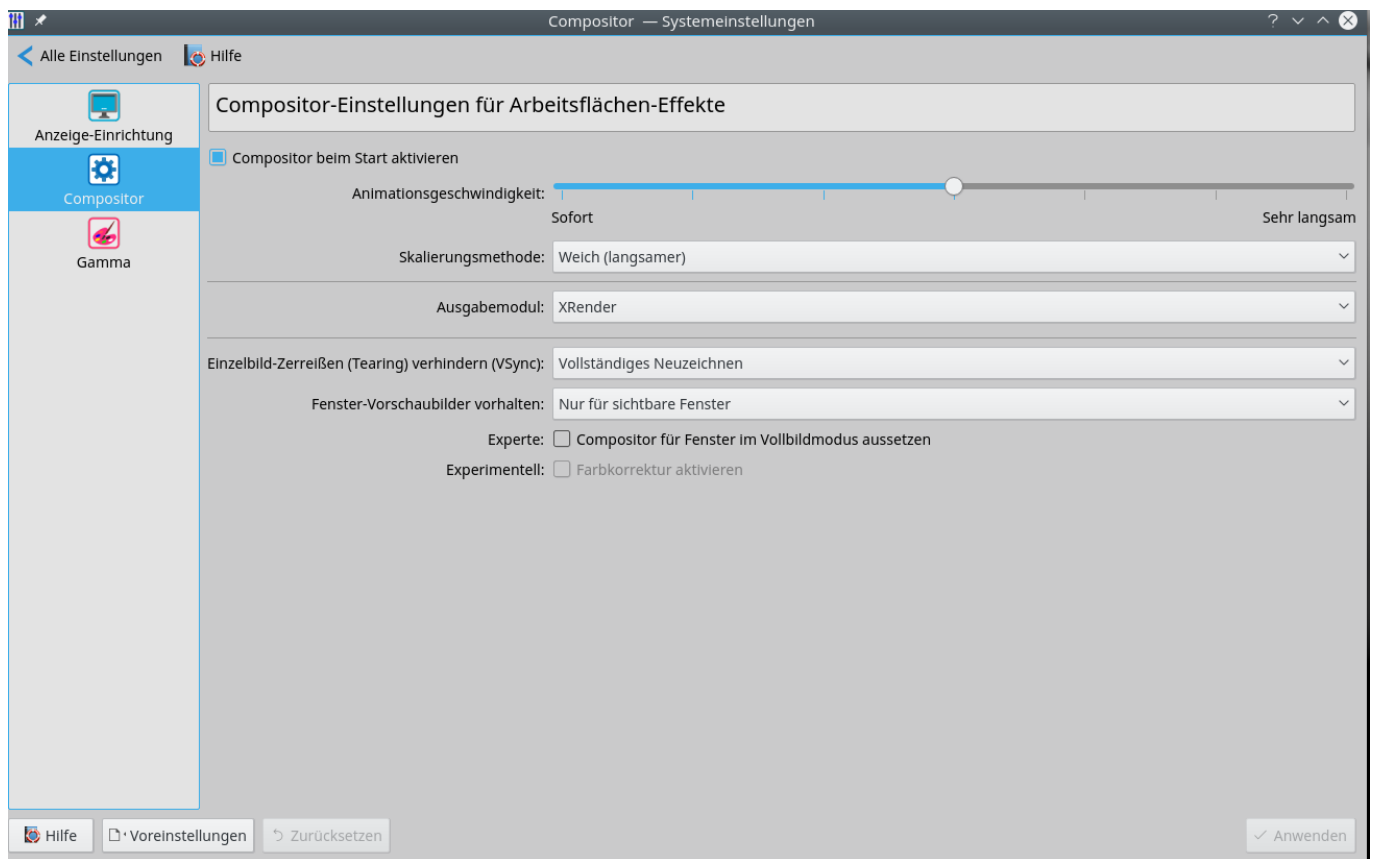 Compositor — Systemeinstellungen
Alle Einstellungen Hilfe
Anzeige-Einrichtung
Compositor
Gamma
Compositor-Einstellungen für Arbeitsflächen-Effekte
Compositor beim Start aktivieren
Animationsgeschwindigkeit:
Sofort Sehr langsam
Skalierungsmethode: Weich (langsamer)
Ausgabemodul: XRender
Einzelbild-Zerreißen (Tearing) verhindern (VSync): Vollständiges Neuzeichnen
Fenster-Vorschaubilder vorhalten: Nur für sichtbare Fenster
Experte: Compositor für Fenster im Vollbildmodus aussetzen
Experimentell: Farbkorrektur aktivieren
Hilfe Voreinstellungen Zurücksetzen Anwenden